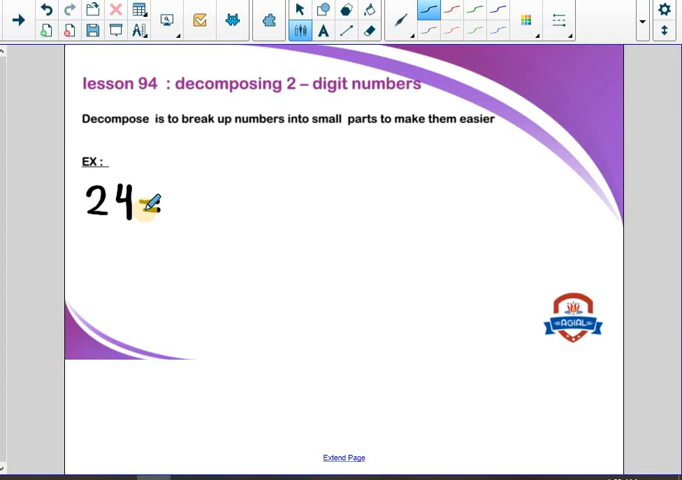 lesson 94 : decomposing 2 – digit numbers
Decompose is to break up numbers into small parts to make them easier
EX :
24=
AGIAL
Extend Page